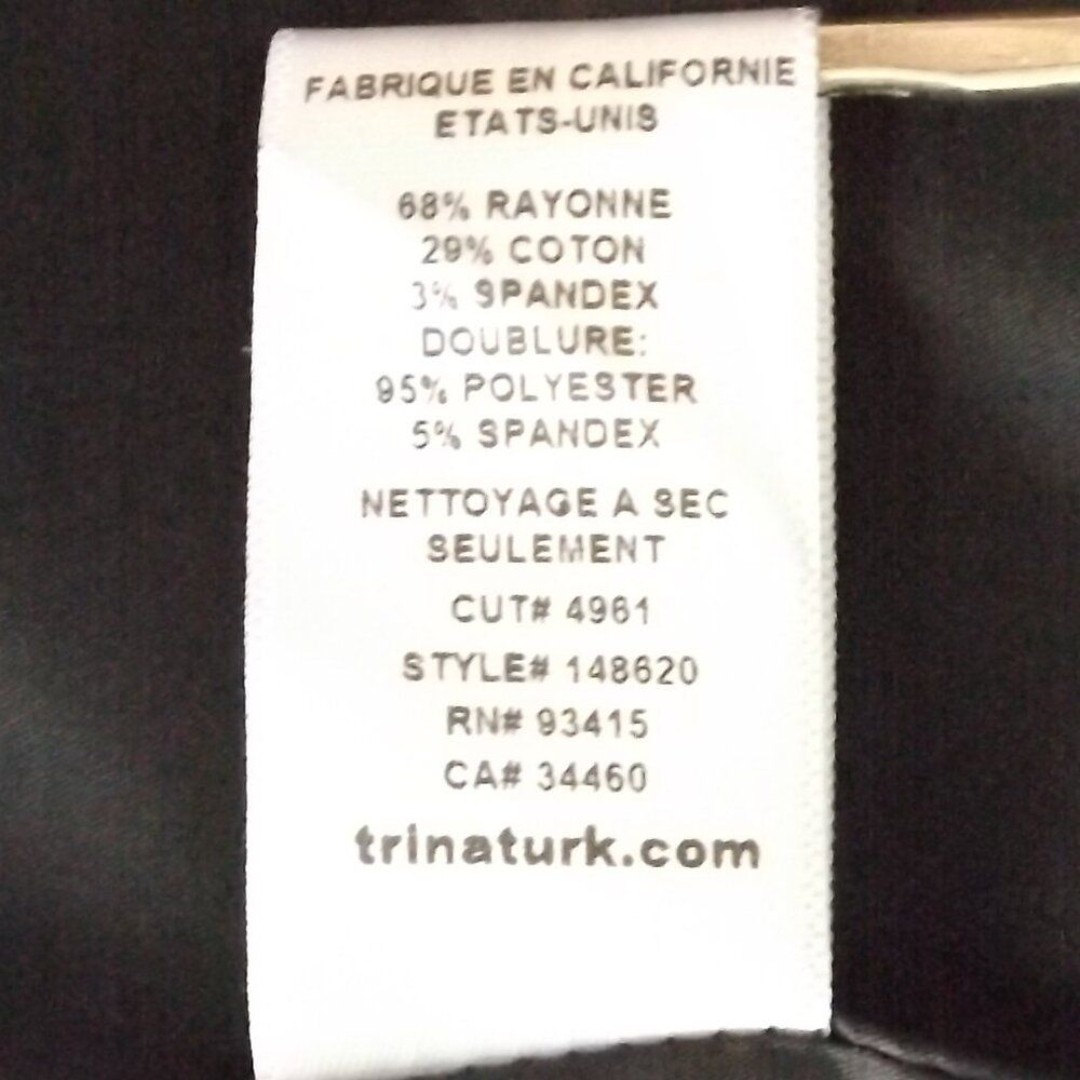 FABRIQUE EN CALIFORNIE
ETATS-UNIS
68% RAYONNE
29% COTON
3% SPANDEX
DOUBLURE:
95% POLYESTER
5% SPANDEX
NETTOYAGE A SEC
SEULEMENT
CUT# 4961
STYLE# 148620
RN# 93415
CA# 34460
trinaturk.com